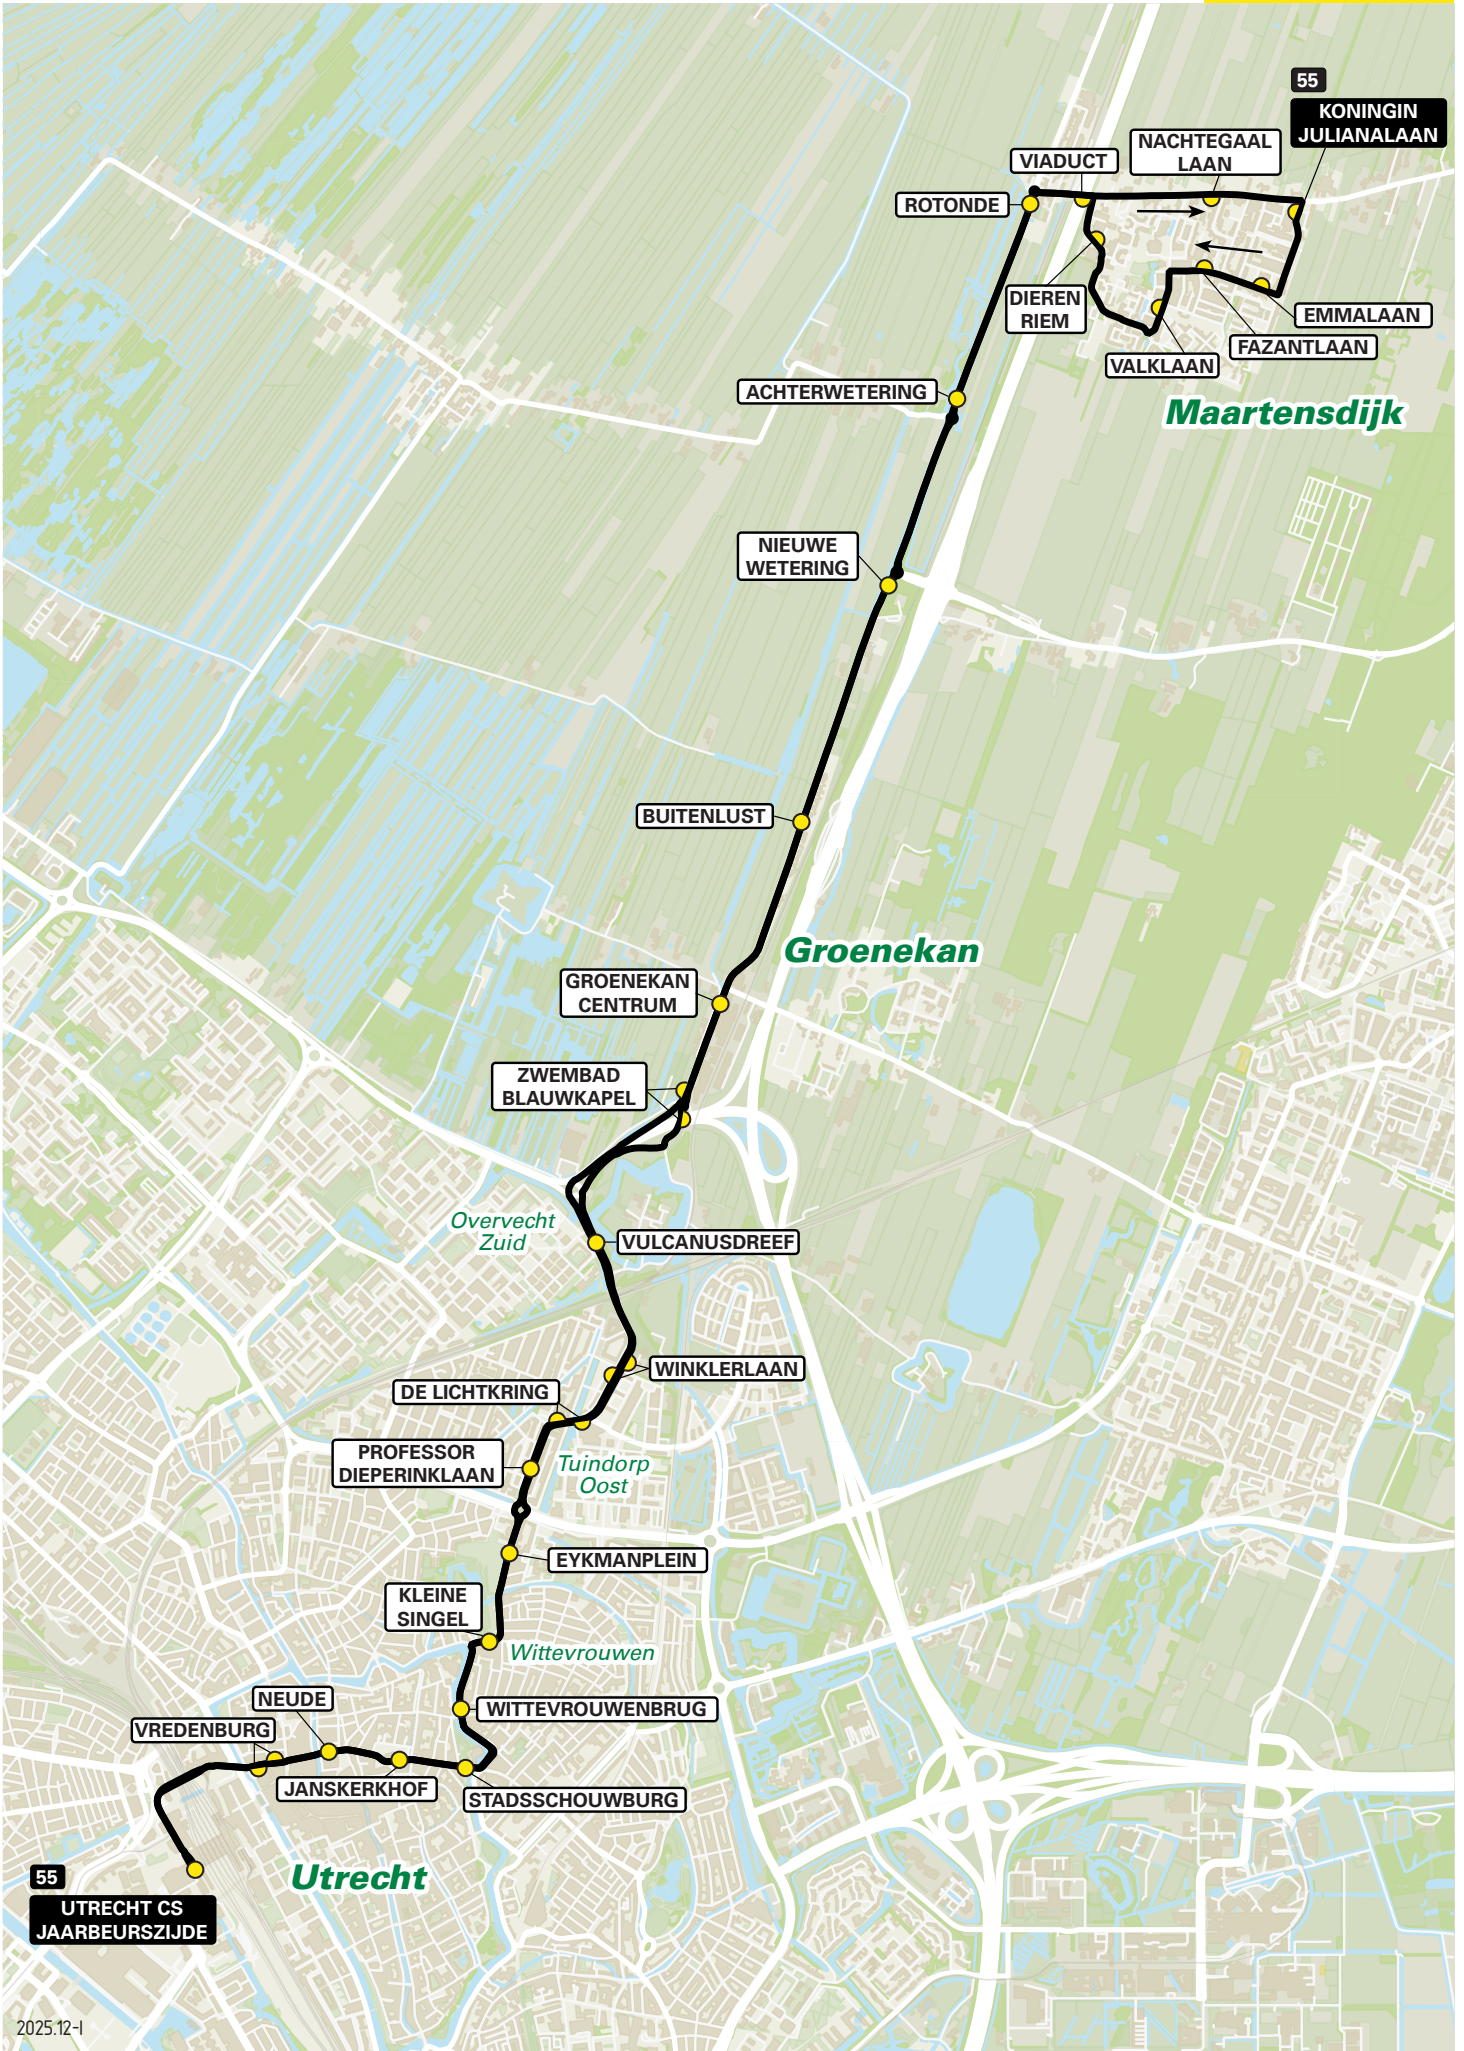 55
KONINGIN
JULIANALAAN
NACHTEGAAL
LAAN
VIADUCT
ROTONDE
DIEREN
RIEM
EMMALAAN
FAZANTLAAN
VALKLAAN
ACHTERWETERING
Maartensdijk
NIEUWE
WETERING
BUITENLUST
Groenekan
GROENEKAN
CENTRUM
ZWEMBAD
BLAUWKAPEL
Overvecht
Zuid
VULCANUSDREEF
WINKLERLAAN
DE LICHTKRING
PROFESSOR
DIEPERINKLAAN
Tuindorp
Oost
EYKMANPLEIN
KLEINE
SINGEL
Wittevrouwen
NEUDE
WITTEVROUWENBRUG
VREDENBURG
JANSKERKHOF
STADSSCHOUWBURG
55
Utrecht
UTRECHT CS
JAARBEURSZIJDE
2025.12-I